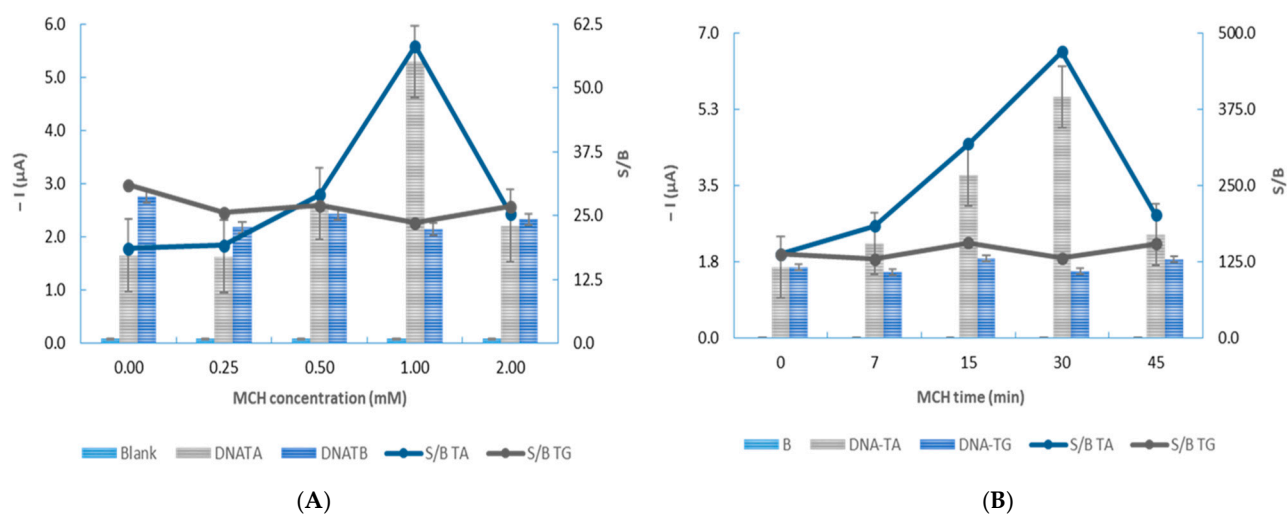 6.0
5.0
4.0
3.0
2.0
1.0
0.0
– I (µA)
62.5
50.0
37.5
25.0
12.5
0.0
S/B
0.00 0.25 0.50 1.00 2.00
MCH concentration (mM)
Blank DNATA DNATB S/B TA S/B TG
(A)
7.0
5.3
3.5
1.8
0.0
– I (µA)
500.0
375.0
250.0
125.0
0.0
S/B
0 7 15 30 45
MCH time (min)
B DNA-TA DNA-TG S/B TA S/B TG
(B)